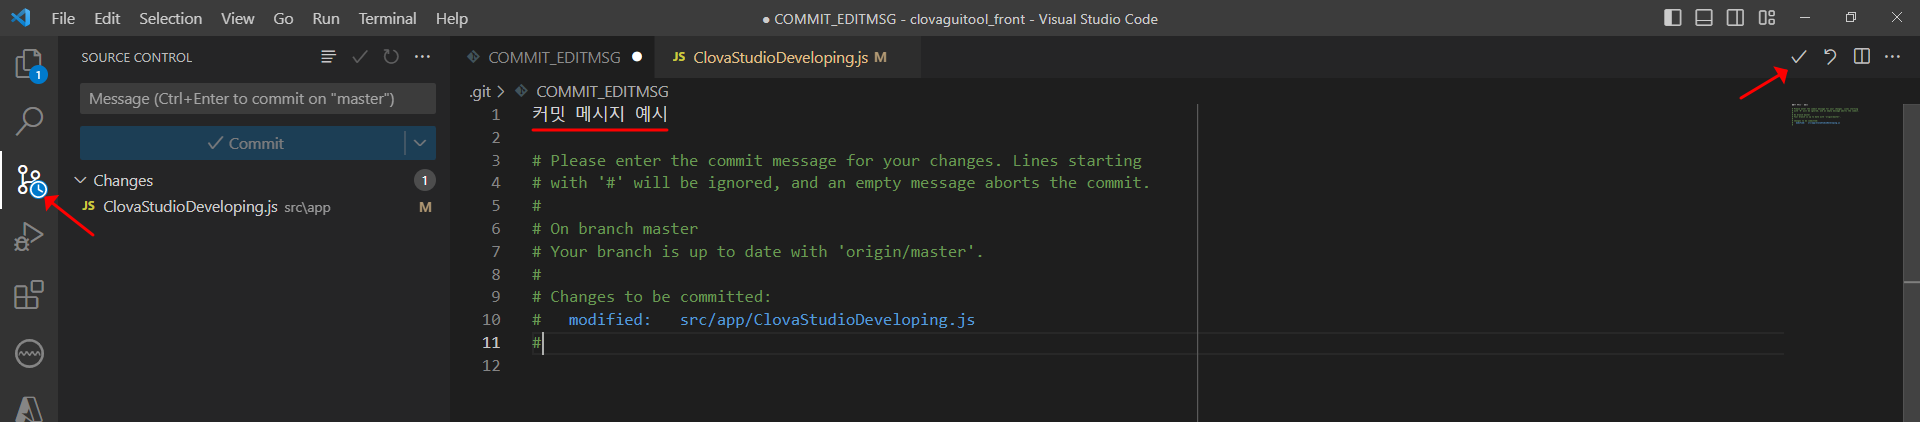 File Edit Selection View Go Run Terminal Help
● COMMIT_EDITMSG - clovaguitool_front - Visual Studio Code
1
SOURCE CONTROL
Message (Ctrl+Enter to commit on "master")
Commit
Changes 1
JS ClovaStudioDeveloping.js src\app M
COMMIT_EDITMSG ●
JS ClovaStudioDeveloping.js M
.git > COMMIT_EDITMSG
1 커밋 메시지 예시
2
3 # Please enter the commit message for your changes. Lines starting
4 # with '#' will be ignored, and an empty message aborts the commit.
5 #
6 # On branch master
7 # Your branch is up to date with 'origin/master'.
8 #
9 # Changes to be committed:
10 # modified: src/app/ClovaStudioDeveloping.js
11 #
12